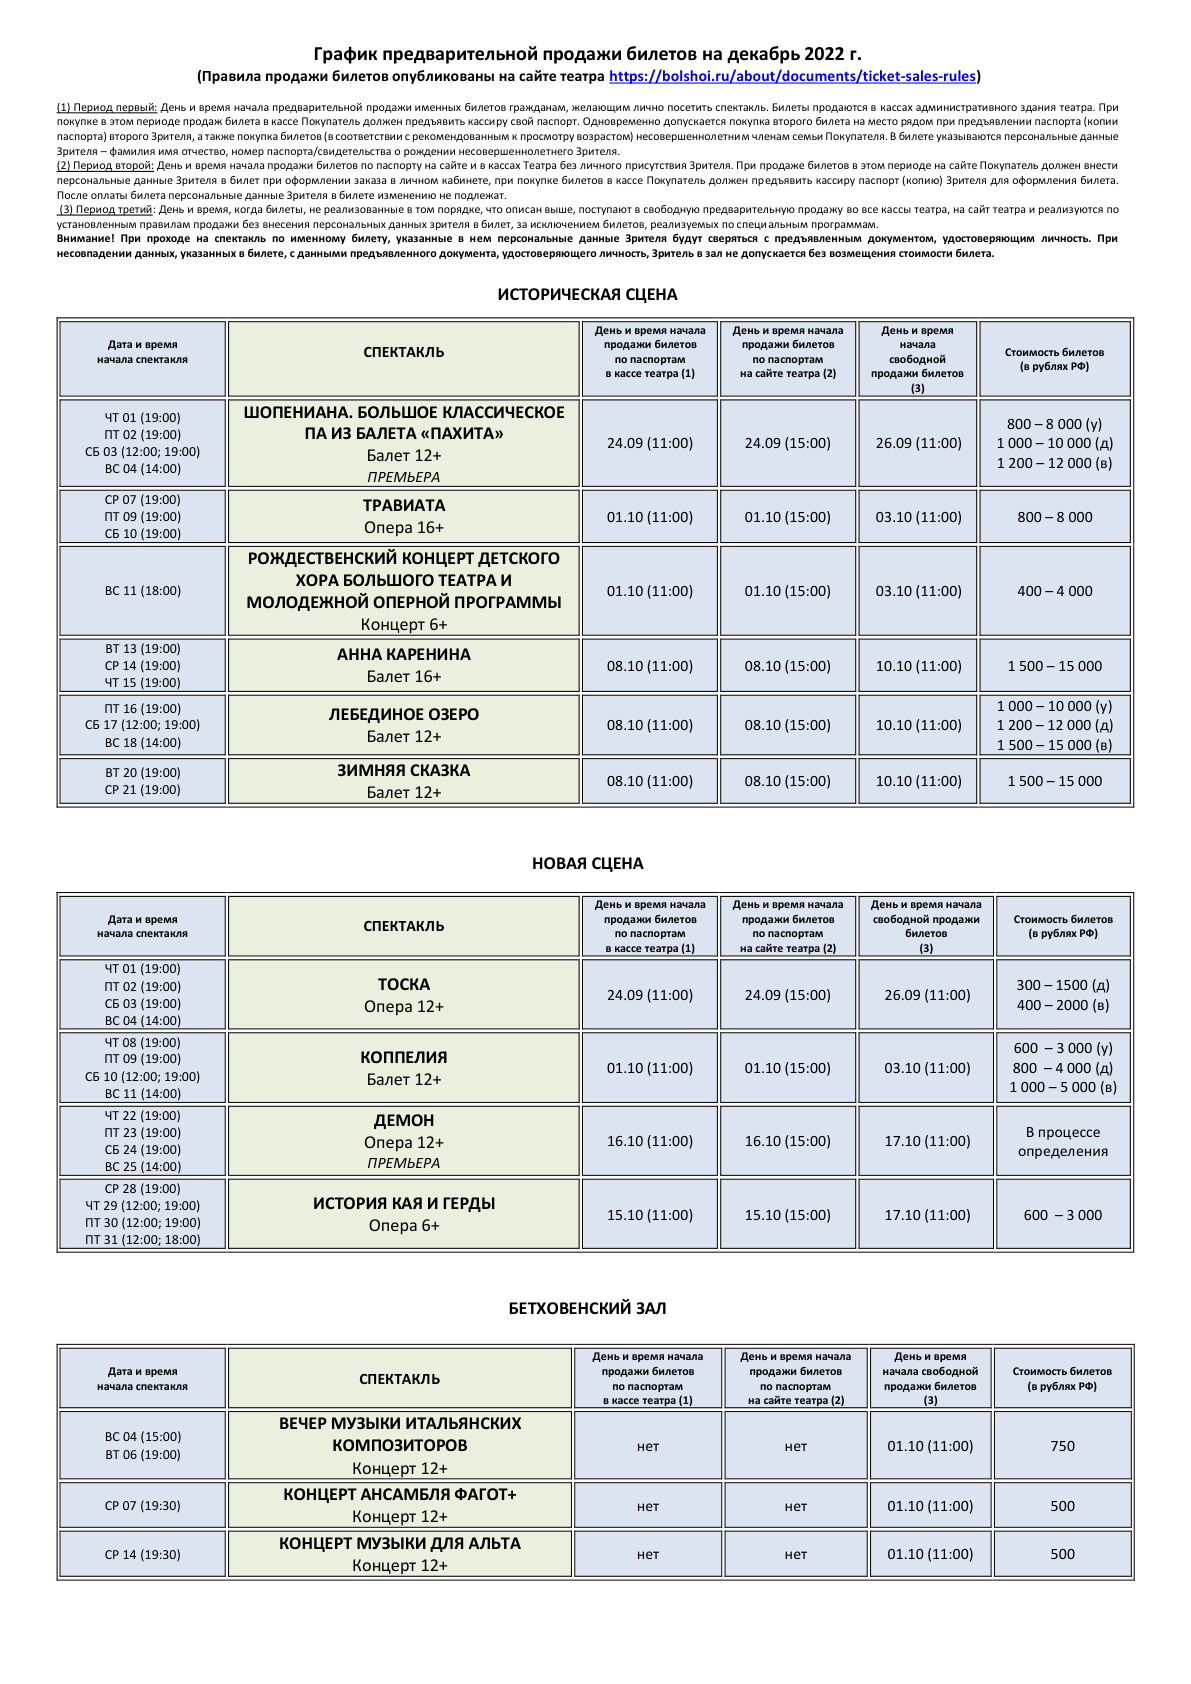 График предварительной продажи билетов на декабрь 2022 г.
(Правила продажи билетов опубликованы на сайте театра https://bolshoi.ru/about/documents/ticket-sales-rules)
(1) Период первый: День и время начала предварительной продажи именных билетов гражданам, желающим лично посетить спектакль. Билеты продаются в кассах административного здания театра. При
покупке в этом периоде продаж билета в кассе Покупатель должен предъявить кассиру свой паспорт. Одновременно допускается покупка второго билета на место рядом при предъявлении паспорта (копии
паспорта) второго Зрителя, а также покупка билетов (в соответствии с рекомендованным к просмотру возрастом) несовершеннолетним членам семьи Покупателя. В билете указываются персональные данные
Зрителя – фамилия имя отчество, номер паспорта/свидетельства о рождении несовершеннолетнего Зрителя.
(2) Период второй: День и время начала продажи билетов по паспорту на сайте и в кассах Театра без личного присутствия Зрителя. При продаже билетов в этом периоде на сайте Покупатель должен внести
персональные данные Зрителя в билет при оформлении заказа в личном кабинете, при покупке билетов в кассе Покупатель должен предъявить кассиру паспорт (копию) Зрителя для оформления билета.
После оплаты билета персональные данные Зрителя в билете изменению не подлежат.
(3) Период третий: День и время, когда билеты, не реализованные в том порядке, что описан выше, поступают в свободную предварительную продажу во все кассы театра, на сайт театра и реализуются по
установленным правилам продажи без внесения персональных данных зрителя в билет, за исключением билетов, реализуемых по специальным программам.
Внимание! При проходе на спектакль по именному билету, указанные в нем персональные данные Зрителя будут сверяться с предъявленным документом, удостоверяющим личность. При
несовпадении данных, указанных в билете, с данными предъявленного документа, удостоверяющего личность, Зритель в зал не допускается без возмещения стоимости билета.
ИСТОРИЧЕСКАЯ СЦЕНА
Дата и время
начала спектакля
СПЕКТАКЛЬ
День и время начала
продажи билетов
по паспортам
в кассе театра (1)
День и время начала
продажи билетов
по паспортам
на сайте театра (2)
День и время
начала
свободной
продажи билетов
(3)
Стоимость билетов
(в рублях РФ)
ЧТ 01 (19:00)
ПТ 02 (19:00)
СБ 03 (12:00; 19:00)
ВС 04 (14:00)
ШОПЕНИАНА. БОЛЬШОЕ КЛАССИЧЕСКОЕ
ПА ИЗ БАЛЕТА «ПАХИТА»
Балет 12+
ПРЕМЬЕРА
24.09 (11:00)
24.09 (15:00)
26.09 (11:00)
800 – 8 000 (у)
1 000 – 10 000 (д)
1 200 – 12 000 (в)
СР 07 (19:00)
ПТ 09 (19:00)
СБ 10 (19:00)
ТРАВИАТА
Опера 16+
01.10 (11:00)
01.10 (15:00)
03.10 (11:00)
800 – 8 000
ВС 11 (18:00)
РОЖДЕСТВЕНСКИЙ КОНЦЕРТ ДЕТСКОГО
ХОРА БОЛЬШОГО ТЕАТРА И
МОЛОДЕЖНОЙ ОПЕРНОЙ ПРОГРАММЫ
Концерт 6+
01.10 (11:00)
01.10 (15:00)
03.10 (11:00)
400 – 4 000
ВТ 13 (19:00)
СР 14 (19:00)
ЧТ 15 (19:00)
АННА КАРЕНИНА
Балет 16+
08.10 (11:00)
08.10 (15:00)
10.10 (11:00)
1 500 – 15 000
ПТ 16 (19:00)
СБ 17 (12:00; 19:00)
ВС 18 (14:00)
ЛЕБЕДИНОЕ ОЗЕРО
Балет 12+
08.10 (11:00)
08.10 (15:00)
10.10 (11:00)
1 000 – 10 000 (у)
1 200 – 12 000 (д)
1 500 – 15 000 (в)
ВТ 20 (19:00)
СР 21 (19:00)
ЗИМНЯЯ СКАЗКА
Балет 12+
08.10 (11:00)
08.10 (15:00)
10.10 (11:00)
1 500 – 15 000
НОВАЯ СЦЕНА
Дата и время
начала спектакля
СПЕКТАКЛЬ
День и время начала
продажи билетов
по паспортам
в кассе театра (1)
День и время начала
продажи билетов
по паспортам
на сайте театра (2)
День и время начала
свободной продажи
билетов
(3)
Стоимость билетов
(в рублях РФ)
ЧТ 01 (19:00)
ПТ 02 (19:00)
СБ 03 (19:00)
ВС 04 (14:00)
ТОСКА
Опера 12+
24.09 (11:00)
24.09 (15:00)
26.09 (11:00)
300 – 1500 (д)
400 – 2000 (в)
ЧТ 08 (19:00)
ПТ 09 (19:00)
СБ 10 (12:00; 19:00)
ВС 11 (14:00)
КОППЕЛИЯ
Балет 12+
01.10 (11:00)
01.10 (15:00)
03.10 (11:00)
600 – 3 000 (у)
800 – 4 000 (д)
1 000 – 5 000 (в)
ЧТ 22 (19:00)
ПТ 23 (19:00)
СБ 24 (19:00)
ВС 25 (14:00)
ДЕМОН
Опера 12+
ПРЕМЬЕРА
16.10 (11:00)
16.10 (15:00)
17.10 (11:00)
В процессе
определения
СР 28 (19:00)
ЧТ 29 (12:00; 19:00)
ПТ 30 (12:00; 19:00)
ПТ 31 (12:00; 18:00)
ИСТОРИЯ КАЯ И ГЕРДЫ
Опера 6+
15.10 (11:00)
15.10 (15:00)
17.10 (11:00)
600 – 3 000
БЕТХОВЕНСКИЙ ЗАЛ
Дата и время
начала спектакля
СПЕКТАКЛЬ
День и время начала
продажи билетов
по паспортам
в кассе театра (1)
День и время начала
продажи билетов
по паспортам
на сайте театра (2)
День и время
начала свободной
продажи билетов
(3)
Стоимость билетов
(в рублях РФ)
ВС 04 (15:00)
ВТ 06 (19:00)
ВЕЧЕР МУЗЫКИ ИТАЛЬЯНСКИХ
КОМПОЗИТОРОВ
Концерт 12+
нет
нет
01.10 (11:00)
750
СР 07 (19:30)
КОНЦЕРТ АНСАМБЛЯ ФАГОТ+
Концерт 12+
нет
нет
01.10 (11:00)
500
СР 14 (19:30)
КОНЦЕРТ МУЗЫКИ ДЛЯ АЛЬТА
Концерт 12+
нет
нет
01.10 (11:00)
500